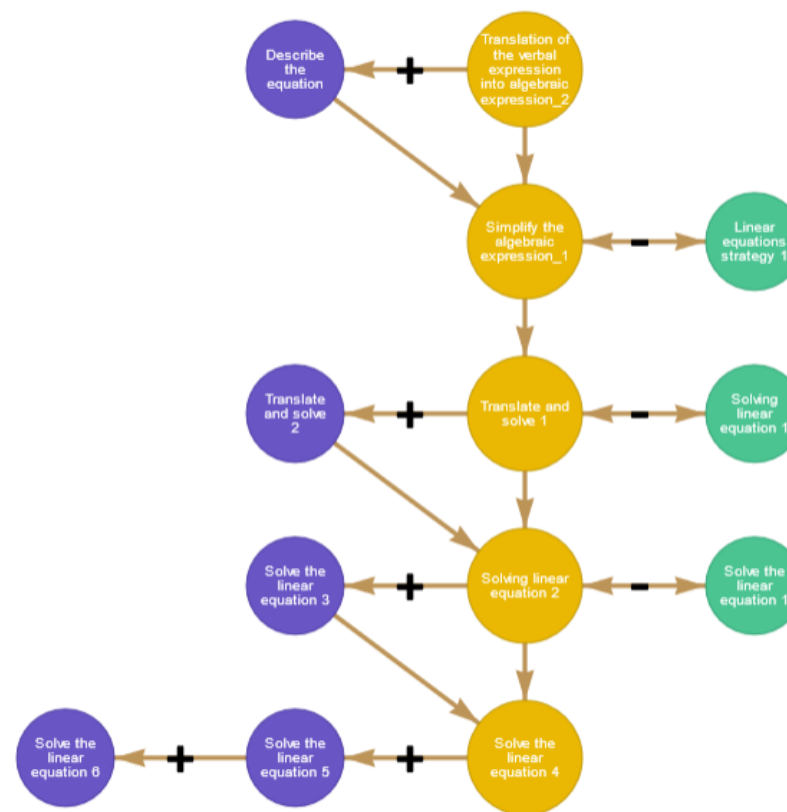 Describe
the
equation
+
Translation of
the verbal
expression
into algebraic
expression_2
Simplify the
algebraic
expression_1
-
Linear
equations
strategy 1
Translate
and solve
2
+
Translate and
solve 1
-
Solving
linear
equation 1
Solve the
linear
equation 3
+
Solving linear
equation 2
-
Solve the
linear
equation 1
Solve the
linear
equation 6
+
Solve the
linear
equation 5
+
Solve the
linear
equation 4